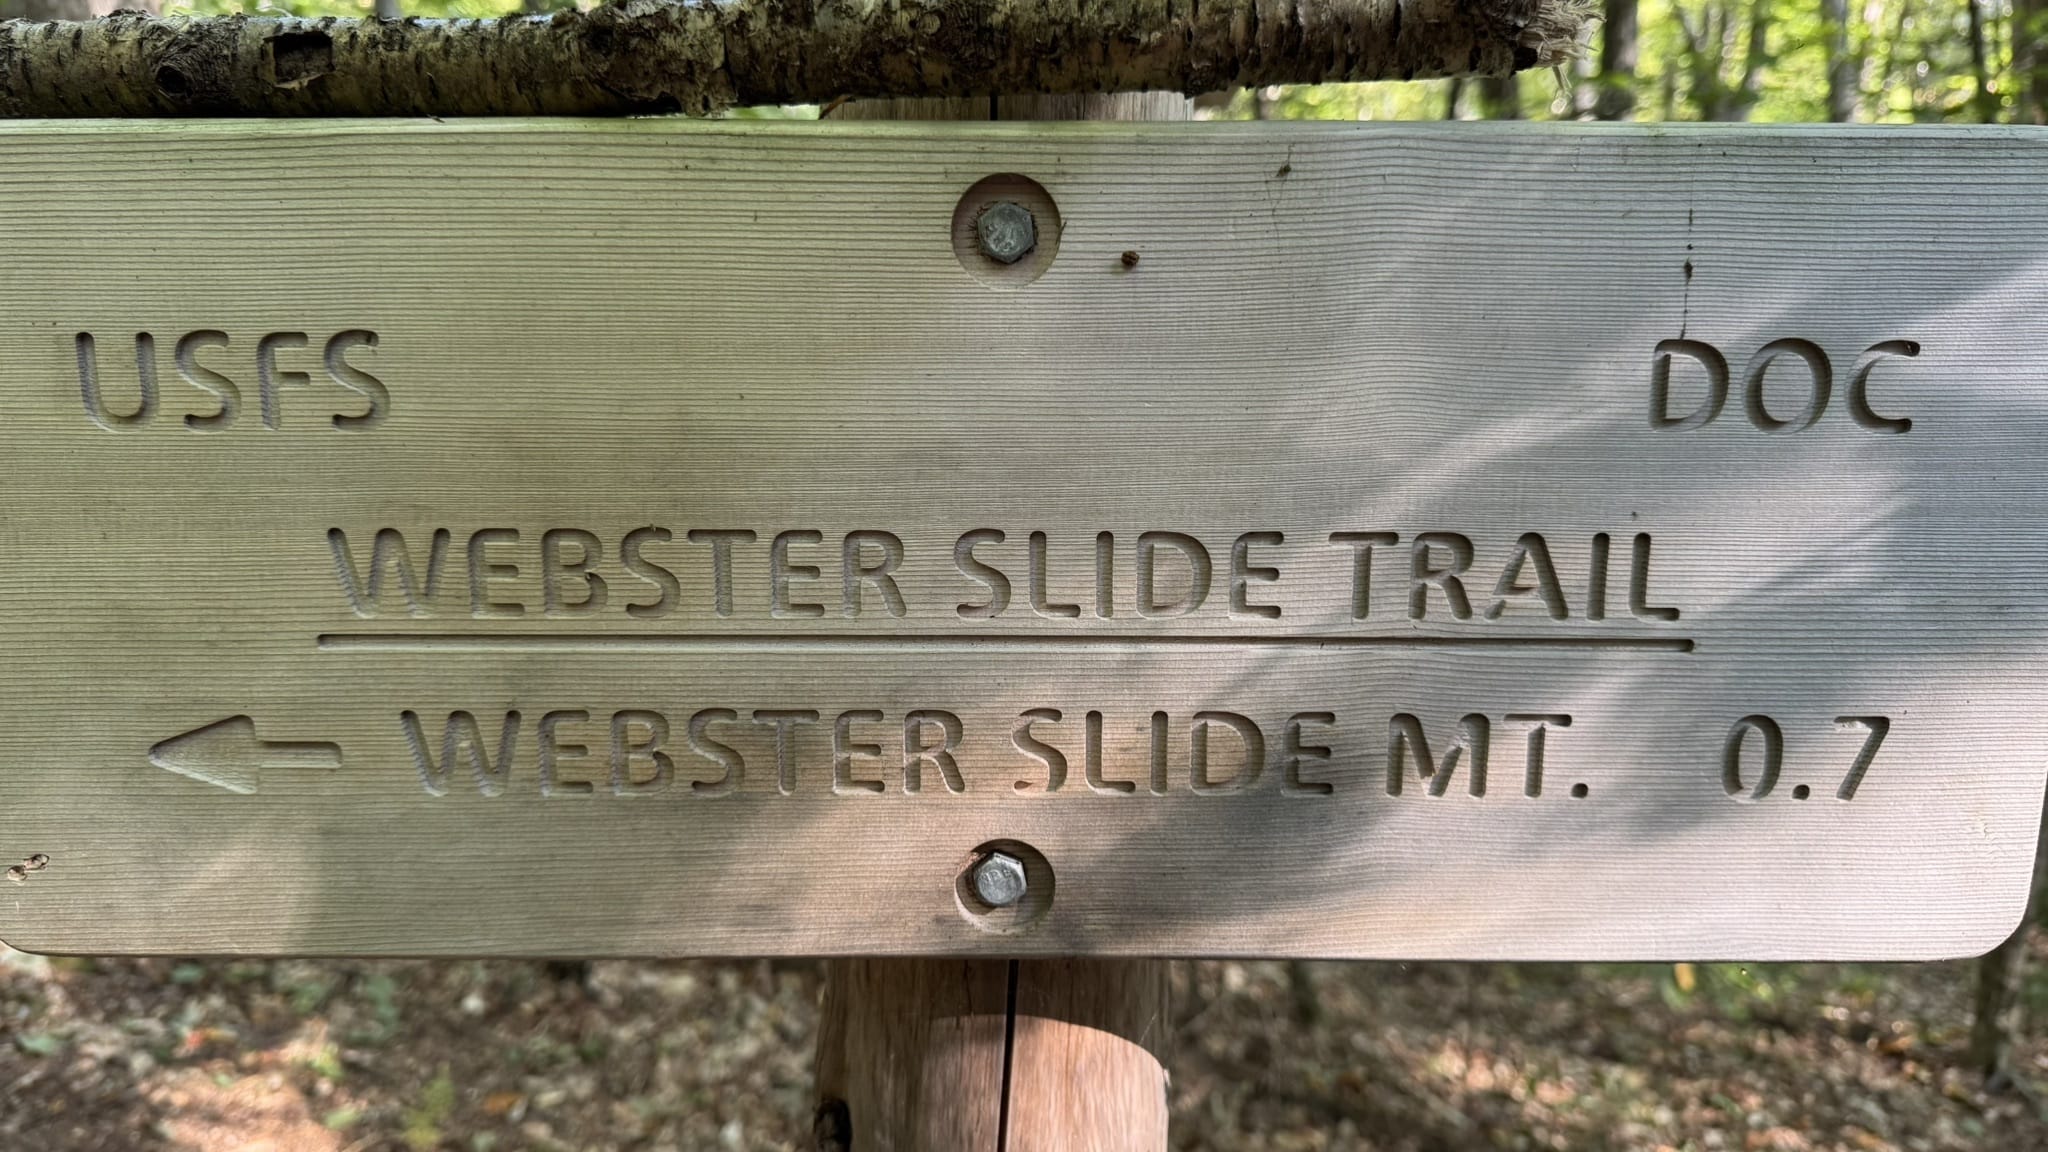 USFS DOC
WEBSTER SLIDE TRAIL
WEBSTER SLIDE MT. 0.7